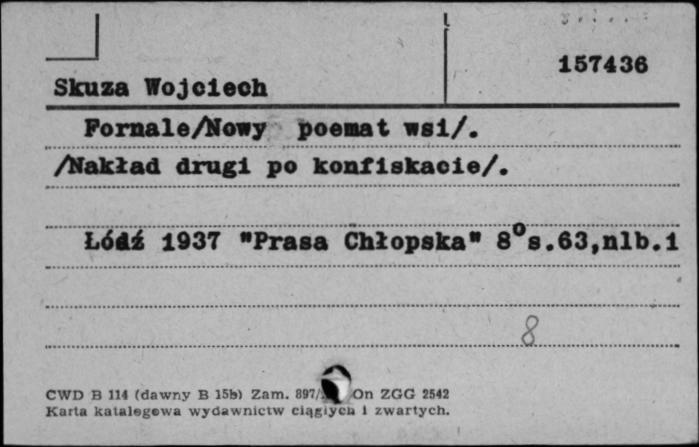 157436
Skuza Wojciech
Fornale/Nowy poemat wsi/.
/Nakład drugi po konfiskacie/.
Łódź 1937 "Prasa Chłopska" 8° s.63,nlb.1
8
CWD B 114 (dawny B 15b) Zam. 897/ On ZGG 2542
Karta katalogowa wydawnictw ciągłych i zwartych.